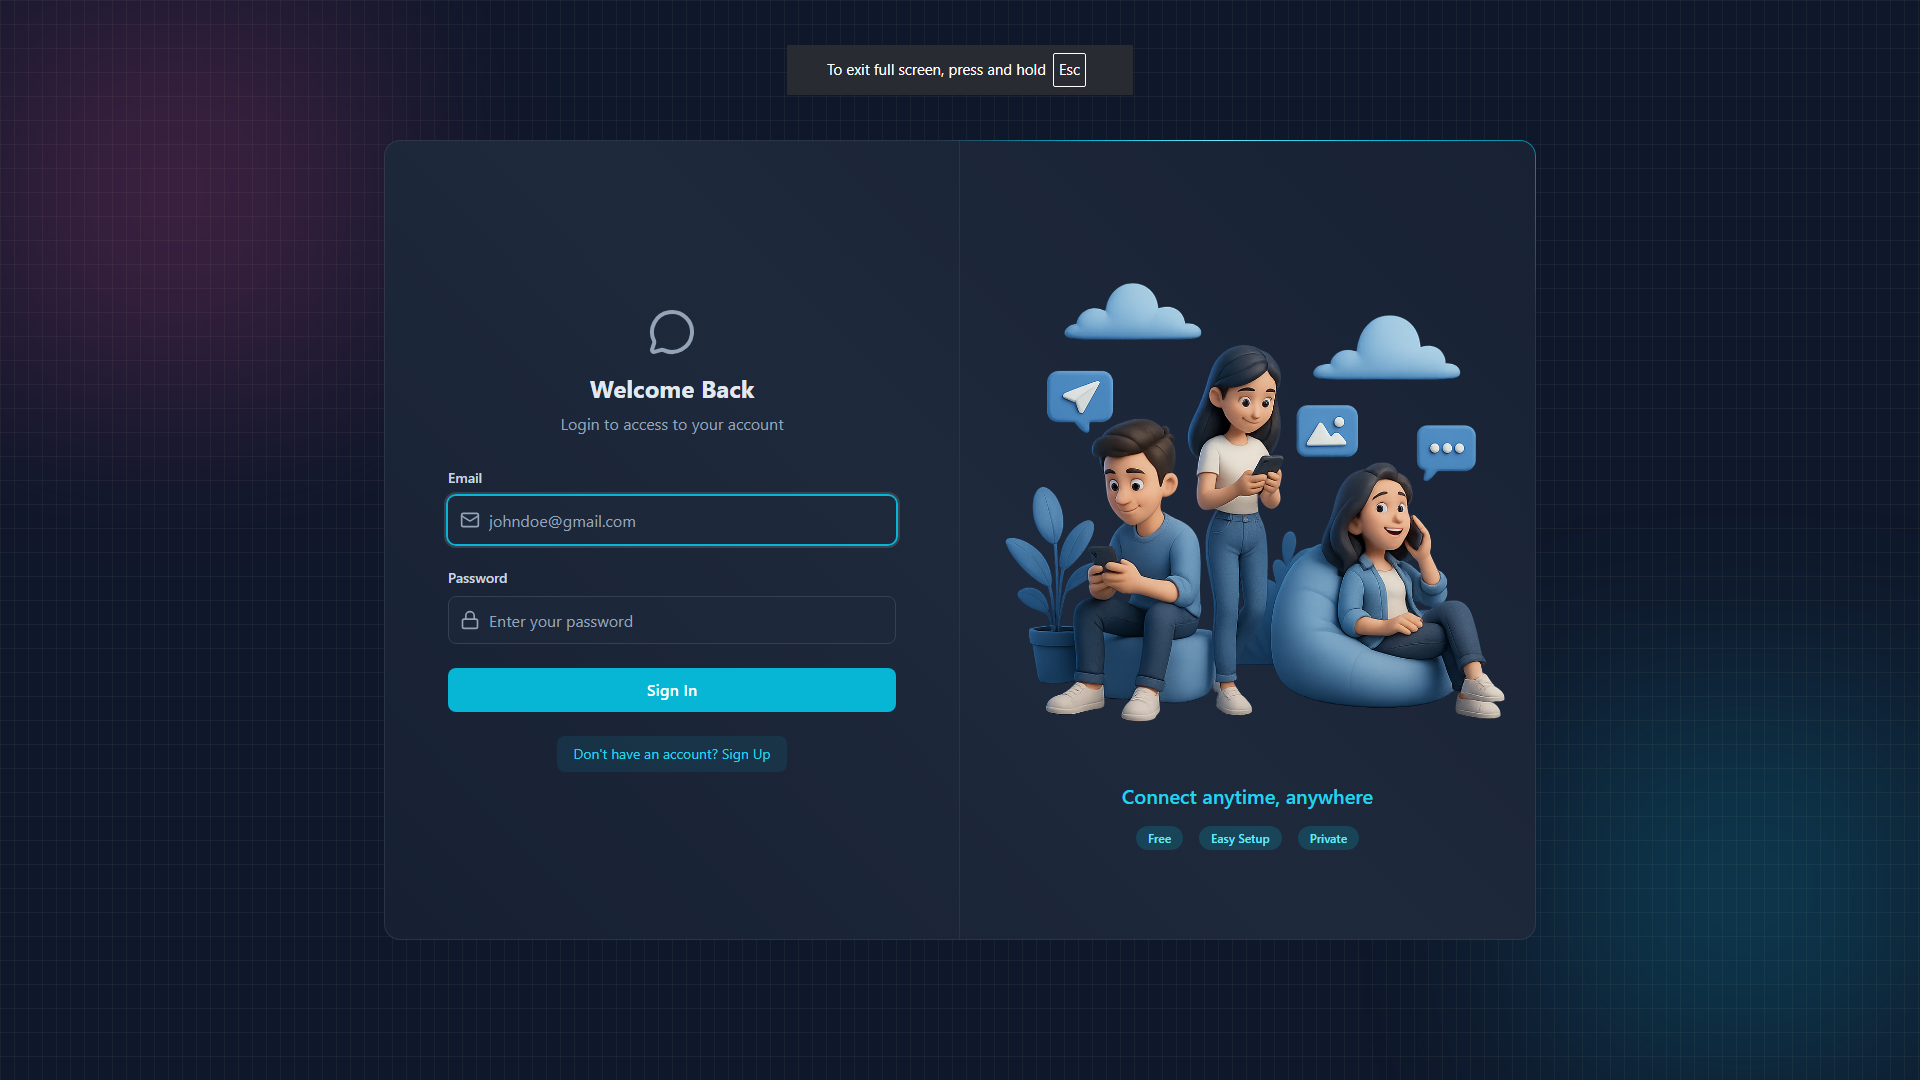 To exit full screen, press and hold Esc
Welcome Back
Login to access to your account
Email
johndoe@gmail.com
Password
Enter your password
Sign In
Don't have an account? Sign Up
Connect anytime, anywhere
Free Easy Setup Private